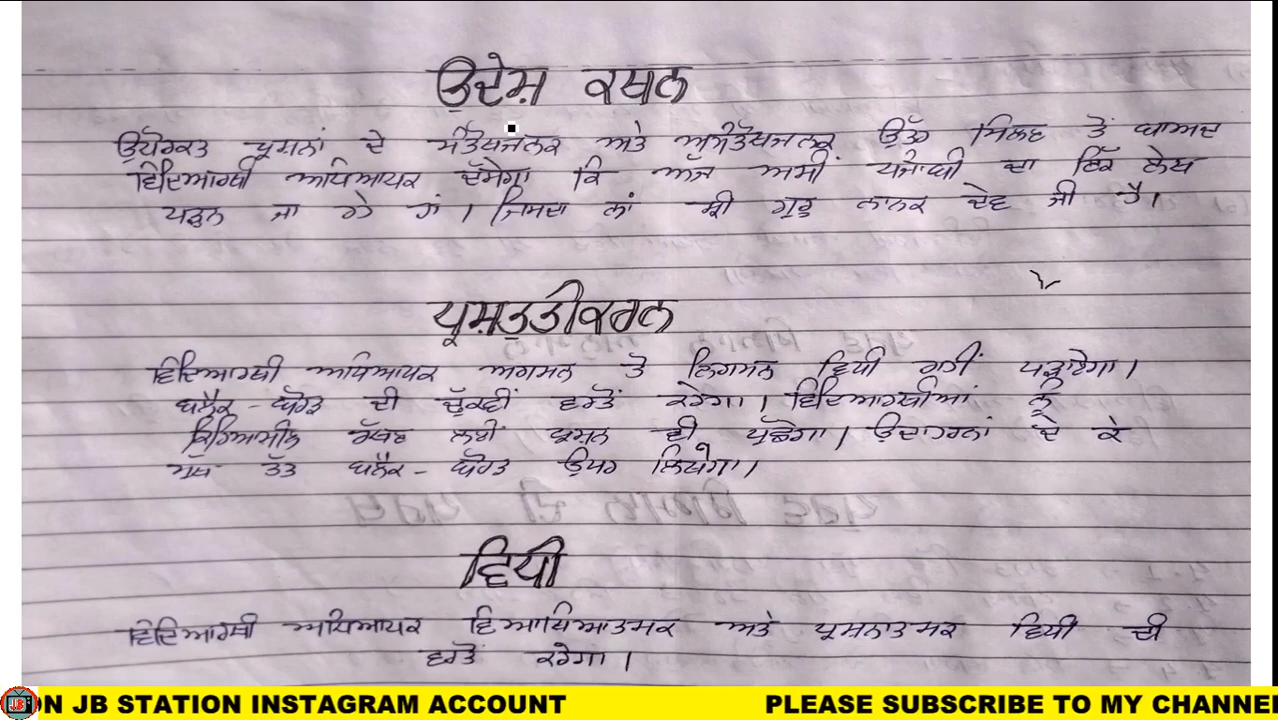 ਉਦੇਸ਼ ਕਥਨ
ਉਪਰੋਕਤ ਪ੍ਰਸ਼ਨਾਂ ਦੇ ਸੰਤੋਖਜਨਕ ਅਤੇ ਅਸੰਤੋਖਜਨਕ ਉੱਤਰ ਮਿਲਣ ਤੋਂ ਬਾਅਦ
ਵਿਦਿਆਰਥੀ ਅਧਿਆਪਕ ਦੱਸੇਗਾ ਕਿ ਅੱਜ ਅਸੀਂ ਪੰਜਾਬੀ ਦਾ ਇੱਕ ਲੇਖ
ਪੜ੍ਹਨ ਜਾ ਰਹੇ ਹਾਂ । ਜਿਸਦਾ ਨਾਂ ਸ਼੍ਰੀ ਗੁਰੂ ਨਾਨਕ ਦੇਵ ਜੀ ਹੈ।
ਪ੍ਰਸ਼ਤੁਤੀਕਰਨ
ਵਿਦਿਆਰਥੀ ਅਧਿਆਪਕ ਅਗਮਨ ਤੇ ਨਿਗਮਨ ਵਿਧੀ ਰਾਹੀਂ ਪੜ੍ਹਾਏਗਾ।
ਬਲੈਕ-ਬੋਰਡ ਦੀ ਢੁੱਕਵੀਂ ਵਰਤੋਂ ਕਰੇਗਾ। ਵਿਦਿਆਰਥੀਆਂ ਨੂੰ
ਕਿਰਿਆਸ਼ੀਲ ਰੱਖਣ ਲਈ ਪ੍ਰਸ਼ਨ ਵੀ ਪੁੱਛੇਗਾ। ਉਦਾਹਰਨਾਂ ਦੇ ਕੇ
ਮੁੱਖ ਤੱਤ ਬਲੈਕ-ਬੋਰਡ ਉਪਰ ਲਿਖੇਗਾ।
ਵਿਧੀ
ਵਿਦਿਆਰਥੀ ਅਧਿਆਪਕ ਵਿਆਖਿਆਤਮਕ ਅਤੇ ਪ੍ਰਸ਼ਨਾਤਮਕ ਵਿਧੀ ਦੀ
ਵਰਤੋਂ ਕਰੇਗਾ ।
ON JB STATION INSTAGRAM ACCOUNT PLEASE SUBSCRIBE TO MY CHANNEL